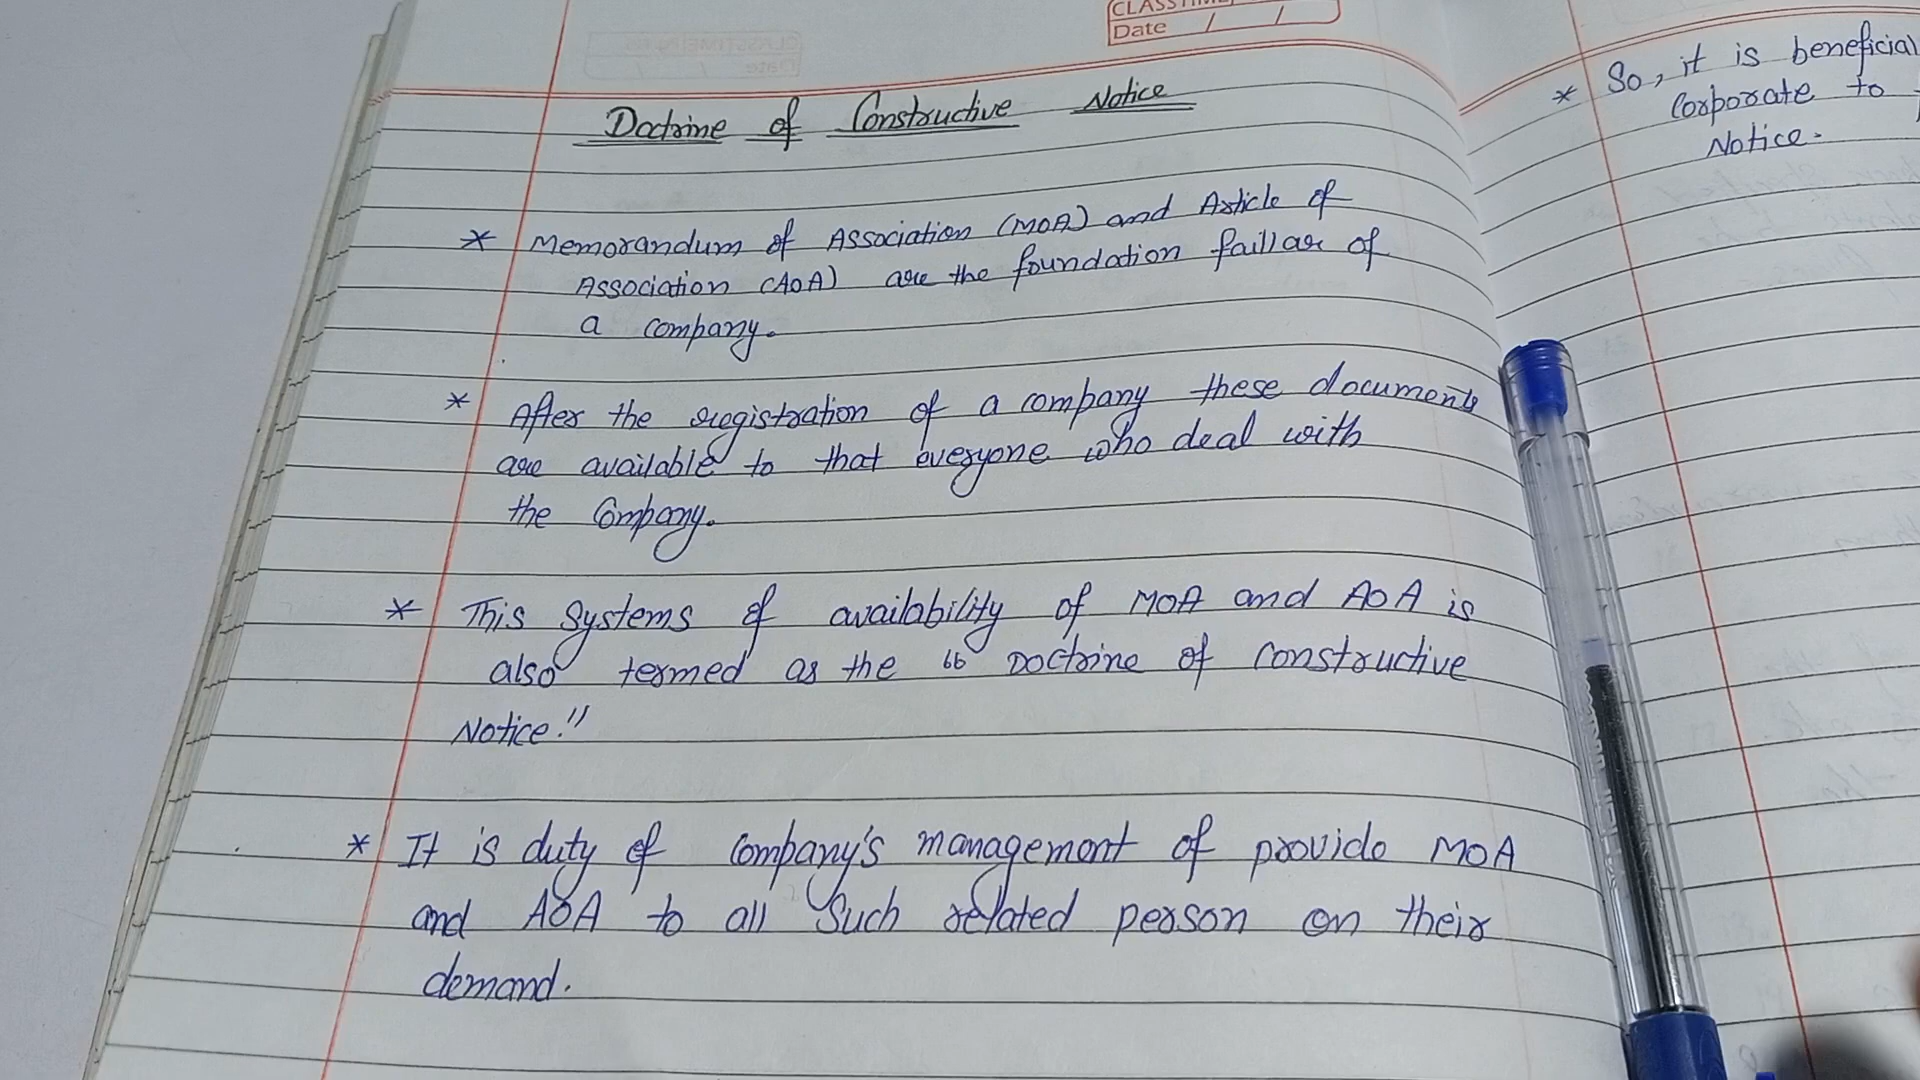 CLASSTIME
Date / /
Doctrine of Constructive Notice
* Memorandum of Association (MOA) and Article of
Association (AOA) are the foundation faillar of
a company.
* After the registration of a company these documents
are available to that everyone who deal with
the Company.
* This Systems of availability of MOA and AOA is
also termed as the "Doctrine of constructive
Notice."
* It is duty of Company's management of provide MOA
and AOA to all Such related person on their
demand.
* So, it is beneficial
Corporate to
Notice.